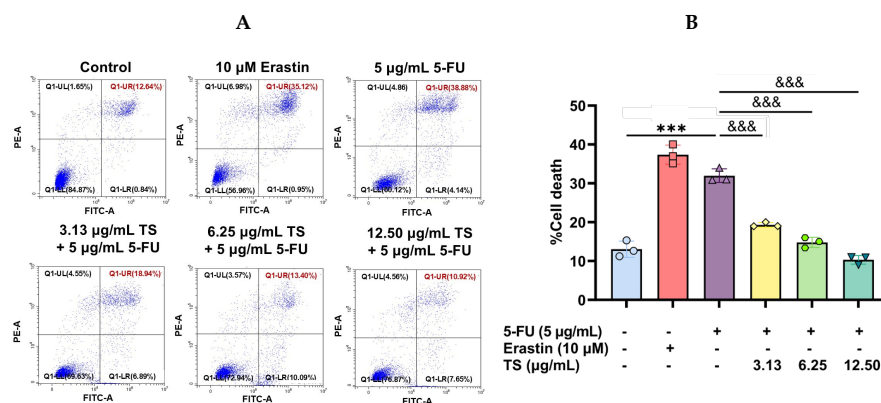 A
B
Control
10 µM Erastin
5 µg/mL 5-FU
Q1-UL(1.65%)
Q1-UR(12.64%)
Q1-UL(6.98%)
Q1-UR(35.12%)
Q1-UL(4.86
Q1-UR(38.88%)
PE-A
PE-A
PE-A
Q1-LL(84.87%)
Q1-LR(0.84%)
Q1-LL(56.96%)
Q1-LR(0.95%)
Q1-LR(4.14%)
FITC-A
FITC-A
FITC-A
3.13 µg/mL TS
+ 5 µg/mL 5-FU
6.25 µg/mL TS
+ 5 µg/mL 5-FU
12.50 µg/mL TS
+ 5 µg/mL 5-FU
Q1-UL(4.55%)
Q1-UR(18.94%)
Q1-UL(3.57%)
Q1-UR(13.40%)
Q1-UL(4.56%)
Q1-UR(10.92%)
PE-A
PE-A
PE-A
Q1-LR(6.89%)
Q1-LR(10.09%)
Q1-LR(7.65%)
FITC-A
FITC-A
FITC-A
&&&
&&&
*** &&&
%Cell death
50
40
30
20
10
0
5-FU (5 µg/mL) - - + + + +
Erastin (10 µM) - + - - - -
TS (µg/mL) - - - 3.13 6.25 12.50